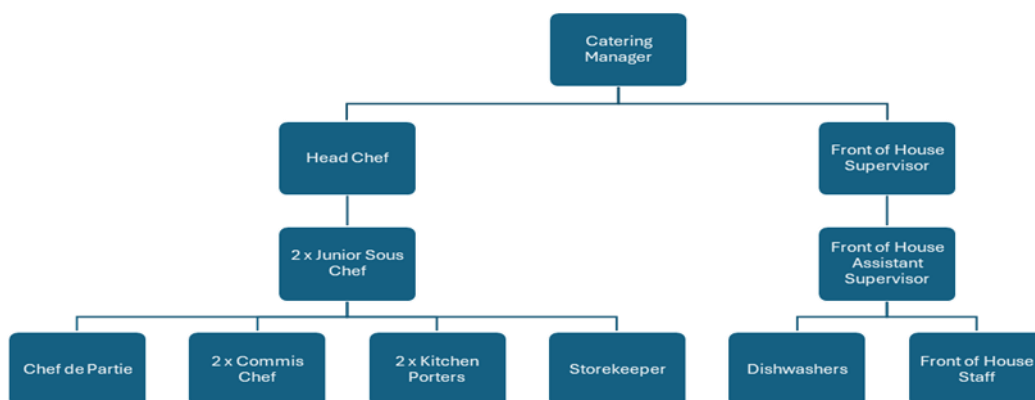 Catering
Manager
Head Chef
Front of House
Supervisor
2 x Junior Sous
Chef
Front of House
Assistant
Supervisor
Chef de Partie
2 x Commis
Chef
2 x Kitchen
Porters
Storekeeper
Dishwashers
Front of House
Staff